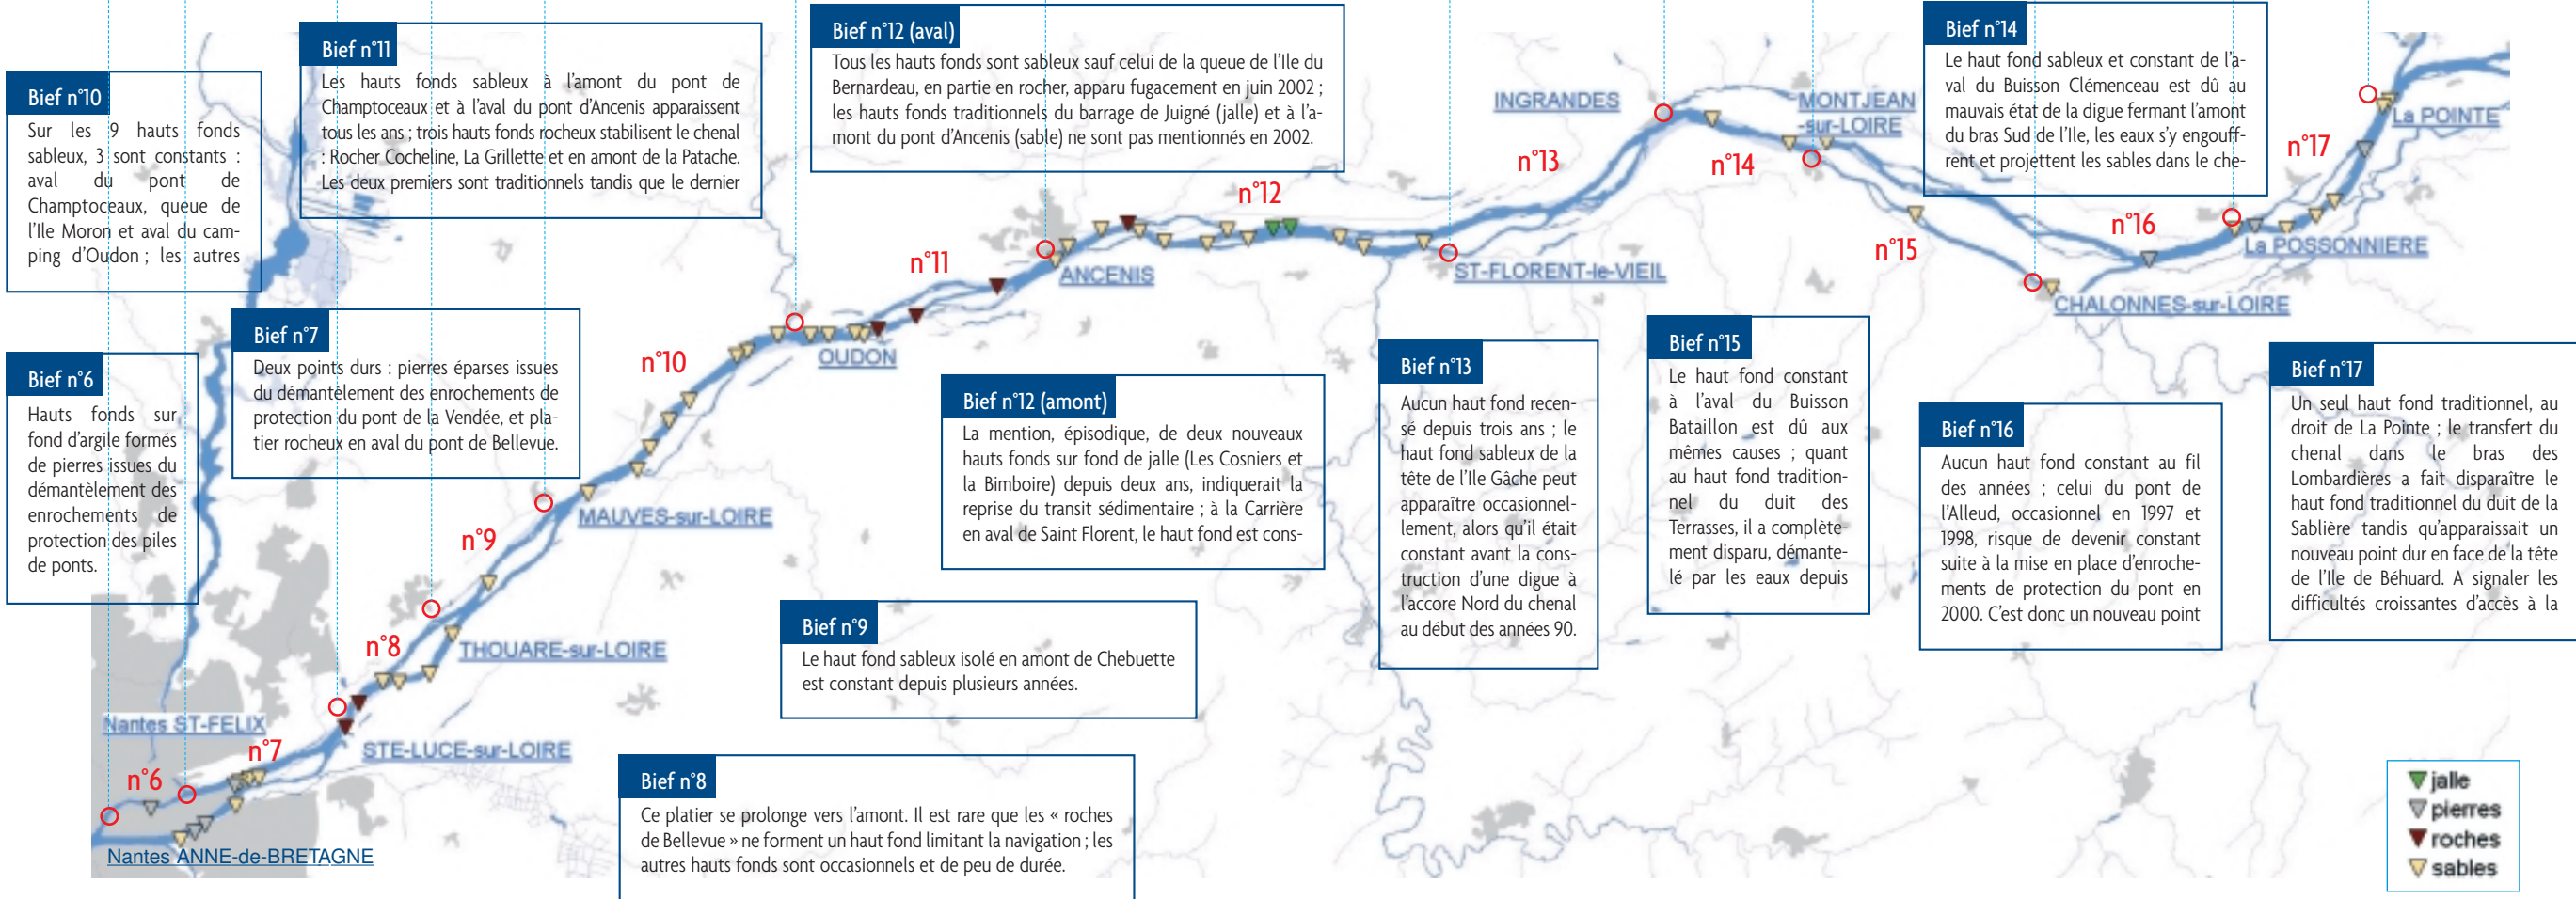 Bief n°10
Sur les 9 hauts fonds
sableux, 3 sont constants :
aval du pont de
Champtoceaux, queue de
l'Ile Moron et aval du cam-
ping d'Oudon ; les autres
Bief n°11
Les hauts fonds sableux à l'amont du pont de
Champtoceaux et à l'aval du pont d'Ancenis apparaissent
tous les ans ; trois hauts fonds rocheux stabilisent le chenal
: Rocher Cocheline, La Grillette et en amont de la Patache.
Les deux premiers sont traditionnels tandis que le dernier
Bief n°12 (aval)
Tous les hauts fonds sont sableux sauf celui de la queue de l'Ile du
Bernardeau, en partie en rocher, apparu fugacement en juin 2002 ;
les hauts fonds traditionnels du barrage de Juigné (jalle) et à l'a-
mont du pont d'Ancenis (sable) ne sont pas mentionnés en 2002.
Bief n°14
Le haut fond sableux et constant de l'a-
val du Buisson Clémenceau est dû au
mauvais état de la digue fermant l'amont
du bras Sud de l'Ile, les eaux s'y engouff-
rent et projettent les sables dans le che-
Bief n°6
Hauts fonds sur
fond d'argile formés
de pierres issues du
démantèlement des
enrochements de
protection des piles
de ponts.
Bief n°7
Deux points durs : pierres éparses issues
du démantèlement des enrochements de
protection du pont de la Vendée, et pla-
tier rocheux en aval du pont de Bellevue.
Bief n°12 (amont)
La mention, épisodique, de deux nouveaux
hauts fonds sur fond de jalle (Les Cosniers et
la Bimboire) depuis deux ans, indiquerait la
reprise du transit sédimentaire ; à la Carrière
en aval de Saint Florent, le haut fond est cons-
Bief n°13
Aucun haut fond recen-
sé depuis trois ans ; le
haut fond sableux de la
tête de l'Ile Gâche peut
apparaître occasionnel-
lement, alors qu'il était
constant avant la cons-
truction d'une digue à
l'accore Nord du chenal
au début des années 90.
Bief n°15
Le haut fond constant
à l'aval du Buisson
Bataillon est dû aux
mêmes causes ; quant
au haut fond tradition-
nel du duit des
Terrasses, il a complète-
ment disparu, démante-
lé par les eaux depuis
Bief n°16
Aucun haut fond constant au fil
des années ; celui du pont de
l'Alleud, occasionnel en 1997 et
1998, risque de devenir constant
suite à la mise en place d'enroche-
ments de protection du pont en
2000. C'est donc un nouveau point
Bief n°17
Un seul haut fond traditionnel, au
droit de La Pointe ; le transfert du
chenal dans le bras des
Lombardières a fait disparaître le
haut fond traditionnel du duit de la
Sablière tandis qu'apparaissait un
nouveau point dur en face de la tête
de l'Ile de Béhuard. A signaler les
difficultés croissantes d'accès à la
Bief n°9
Le haut fond sableux isolé en amont de Chebuette
est constant depuis plusieurs années.
Bief n°8
Ce platier se prolonge vers l'amont. Il est rare que les « roches
de Bellevue » ne forment un haut fond limitant la navigation ; les
autres hauts fonds sont occasionnels et de peu de durée.
n°6
n°7
n°8
n°9
n°10
n°11
n°12
n°13
n°14
n°15
n°16
n°17
Nantes ANNE-de-BRETAGNE
Nantes ST-FELIX
STE-LUCE-sur-LOIRE
THOUARE-sur-LOIRE
MAUVES-sur-LOIRE
OUDON
ANCENIS
ST-FLORENT-le-VIEIL
INGRANDES
MONTJEAN
-sur-LOIRE
CHALONNES-sur-LOIRE
La POSSONNIERE
La POINTE
jalle
pierres
roches
sables